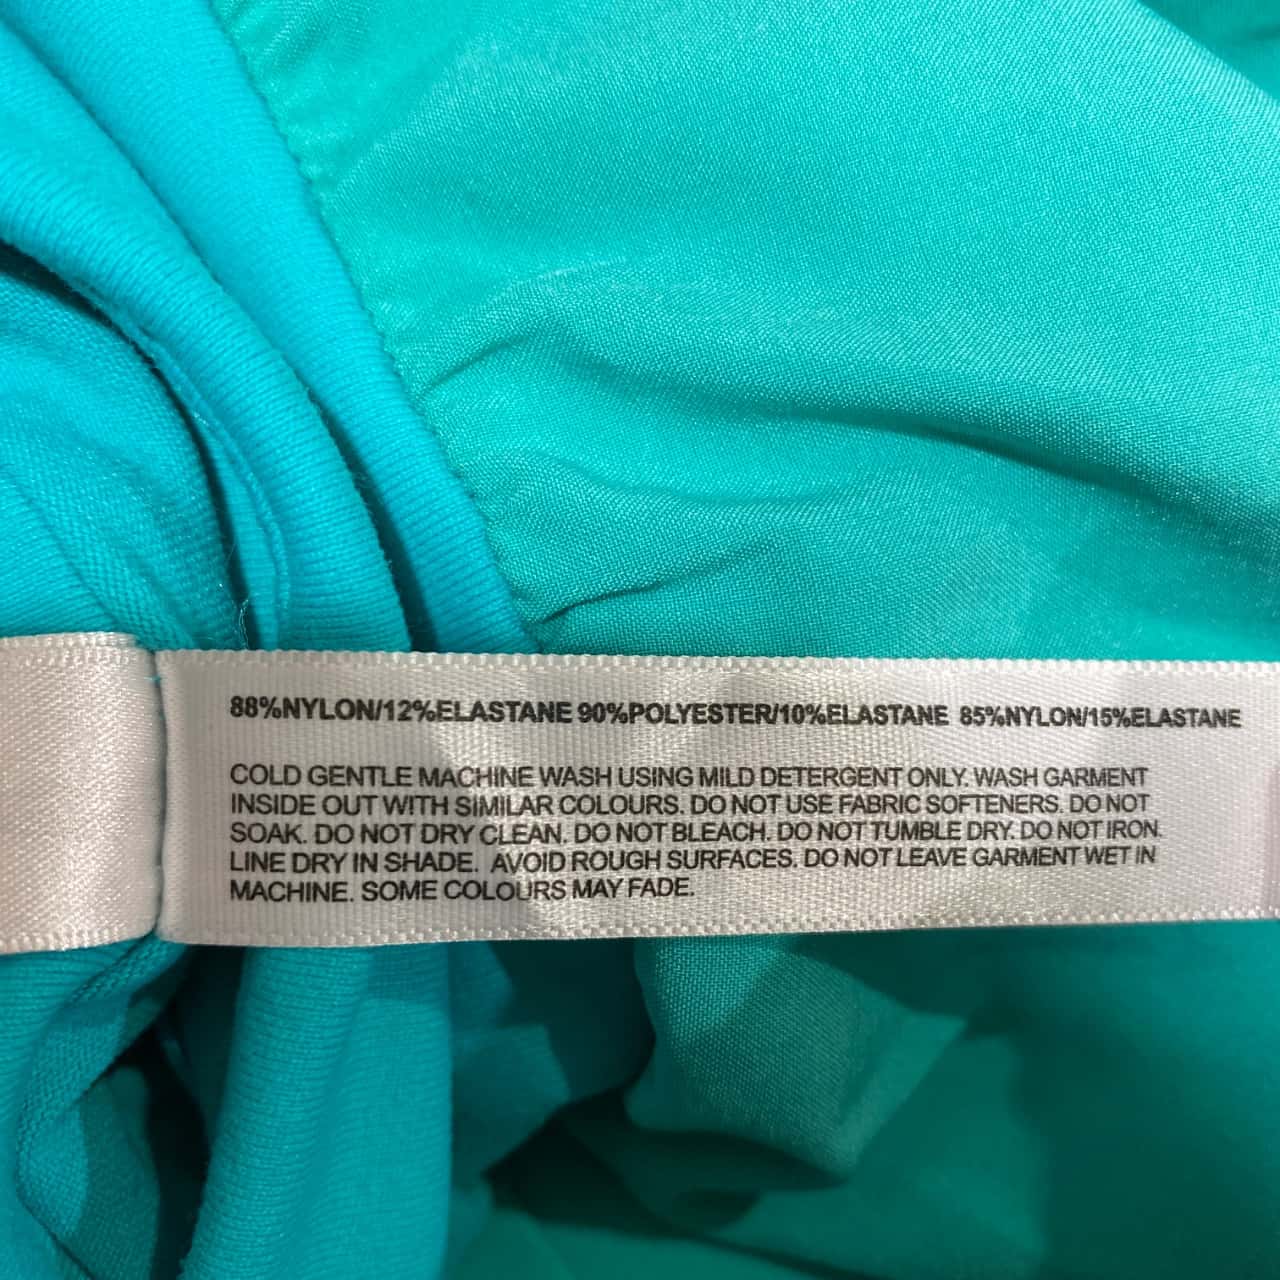 88%NYLON/12%ELASTANE 90%POLYESTER/10%ELASTANE 85%NYLON/15%ELASTANE
COLD GENTLE MACHINE WASH USING MILD DETERGENT ONLY. WASH GARMENT
INSIDE OUT WITH SIMILAR COLOURS. DO NOT USE FABRIC SOFTENERS. DO NOT
SOAK. DO NOT DRY CLEAN. DO NOT BLEACH. DO NOT TUMBLE DRY. DO NOT IRON.
LINE DRY IN SHADE. AVOID ROUGH SURFACES. DO NOT LEAVE GARMENT WET IN
MACHINE. SOME COLOURS MAY FADE.